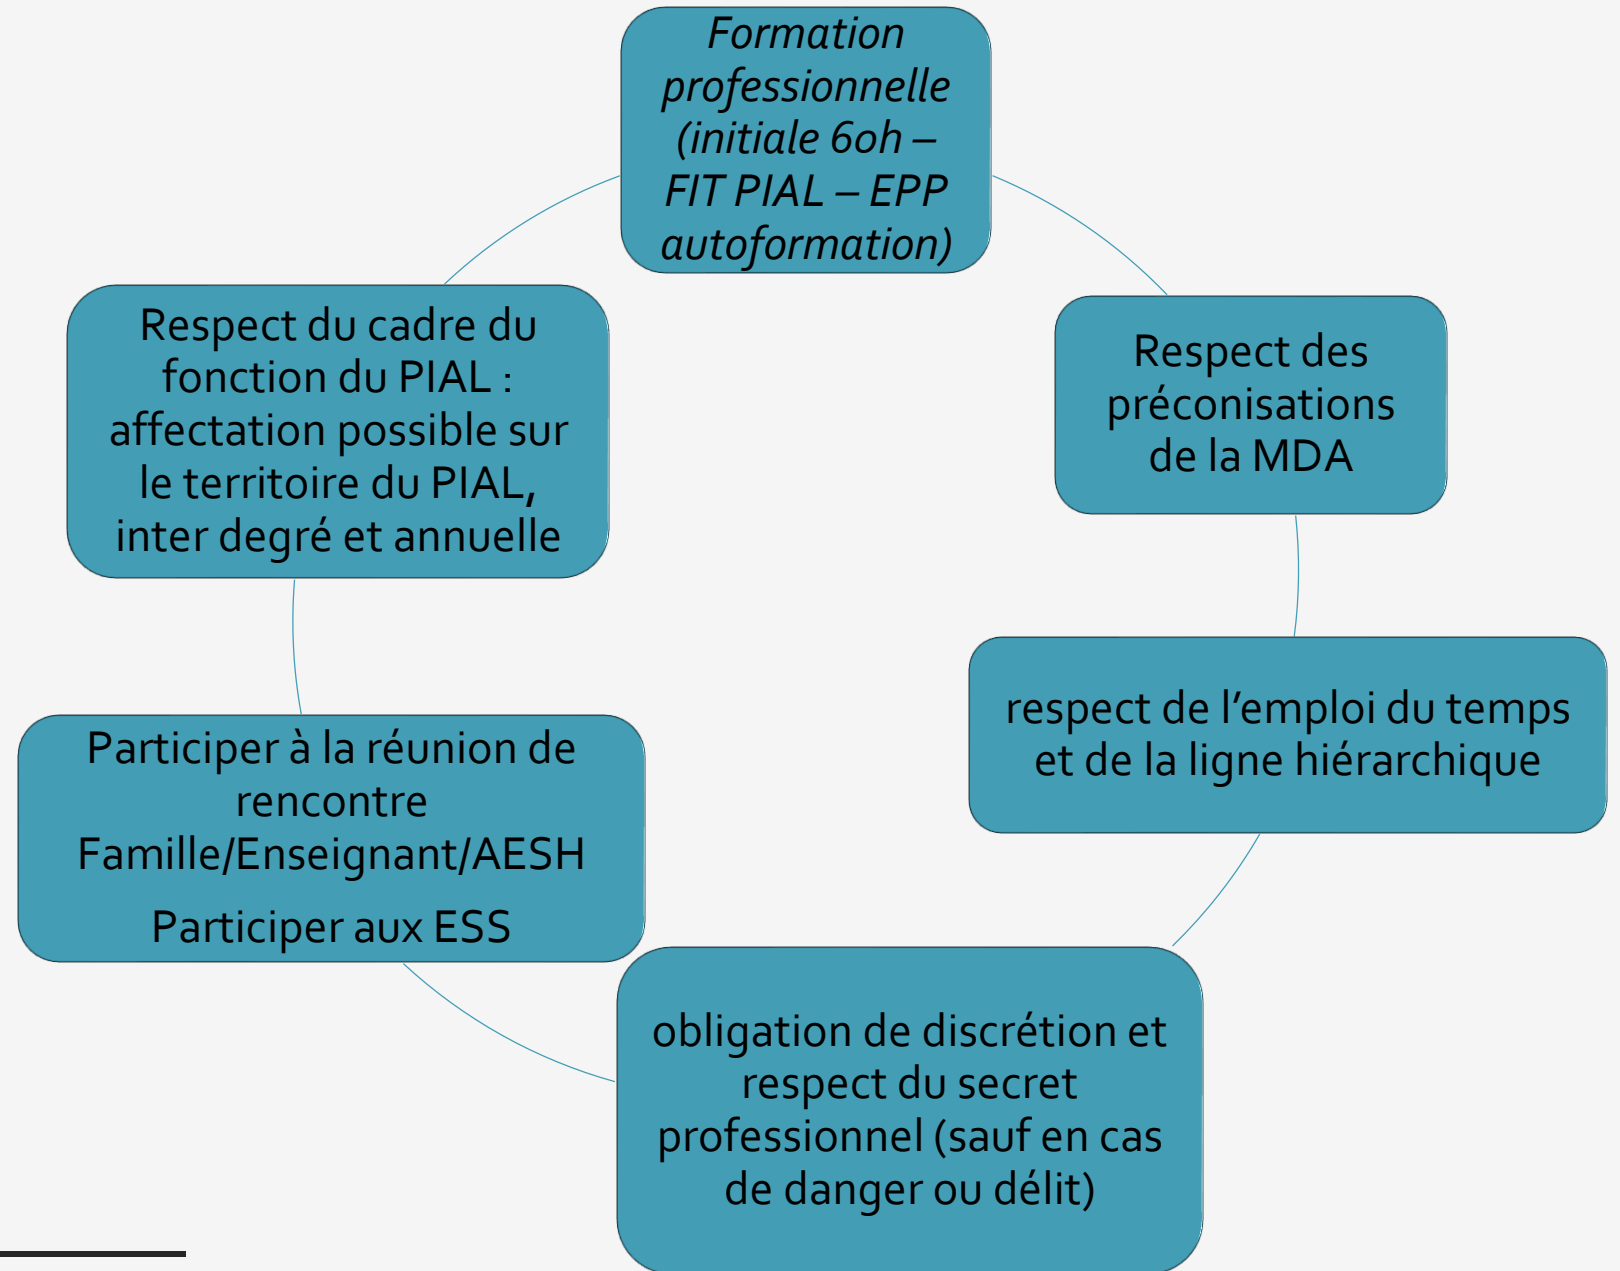 Formation
professionnelle
(initiale 60h –
FIT PIAL – EPP
autoformation)
Respect des
préconisations
de la MDA
respect de l’emploi du temps
et de la ligne hiérarchique
obligation de discrétion et
respect du secret
professionnel (sauf en cas
de danger ou délit)
Participer à la réunion de
rencontre
Famille/Enseignant/AESH
Participer aux ESS
Respect du cadre du
fonction du PIAL :
affectation possible sur
le territoire du PIAL,
inter degré et annuelle